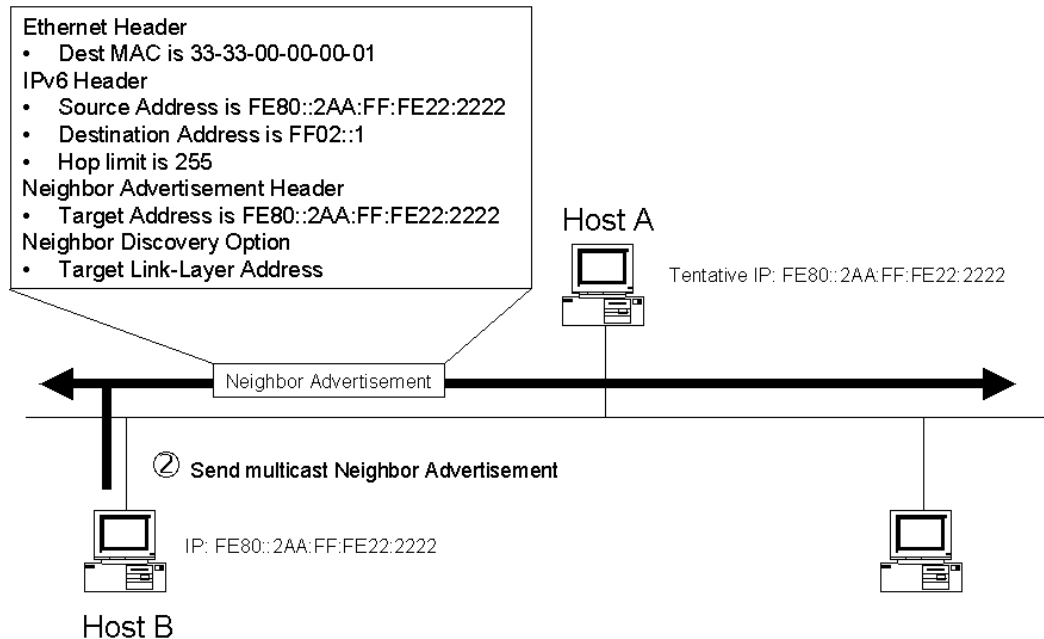 Ethernet Header
• Dest MAC is 33-33-00-00-00-01
IPv6 Header
• Source Address is FE80::2AA:FF:FE22:2222
• Destination Address is FF02::1
• Hop limit is 255
Neighbor Advertisement Header
• Target Address is FE80::2AA:FF:FE22:2222
Neighbor Discovery Option
• Target Link-Layer Address
Host A
Tentative IP: FE80::2AA:FF:FE22:2222
Neighbor Advertisement
② Send multicast Neighbor Advertisement
IP: FE80::2AA:FF:FE22:2222
Host B